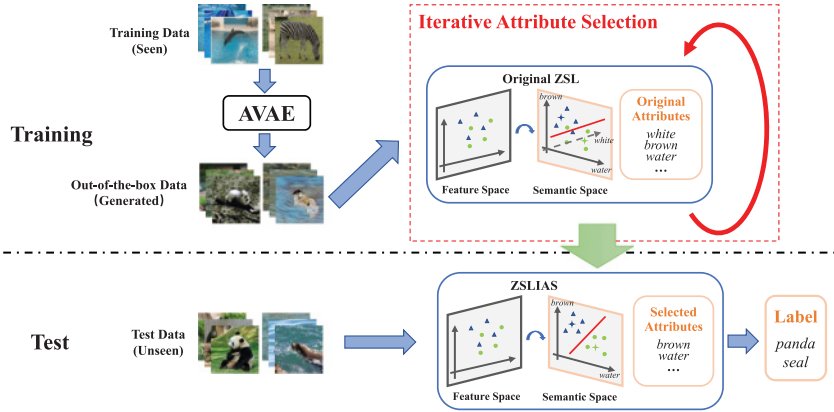 Training Data
(Seen)
Iterative Attribute Selection
Original ZSL
AVAE
brown
white
water
Original
Attributes
white
brown
water
...
Training
Out-of-the-box Data
(Generated)
Feature Space
Semantic Space
ZSLIAS
Test
Test Data
(Unseen)
brown
water
Selected
Attributes
brown
water
...
Label
panda
seal
Feature Space
Semantic Space